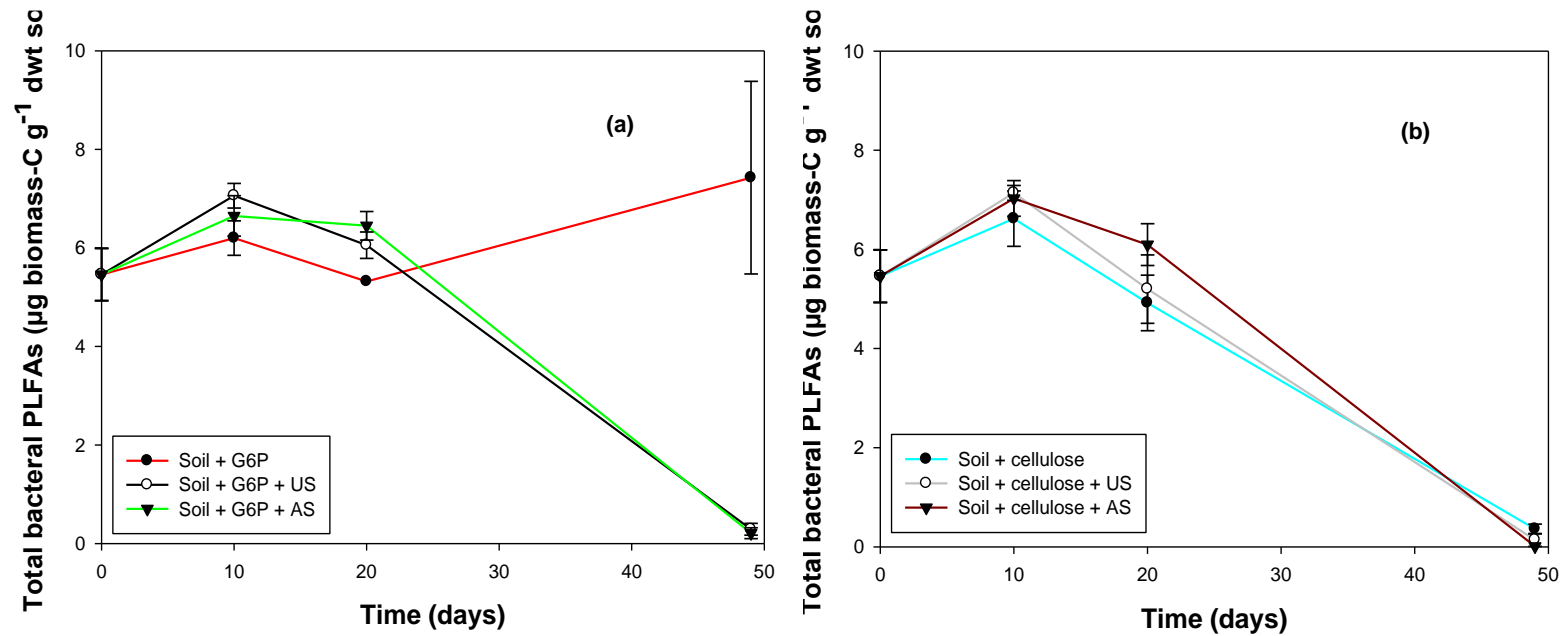 Total bacteral PLFAs (µg biomass-C g-1 dwt so
10
8
6
4
2
0
(a)
Soil + G6P
Soil + G6P + US
Soil + G6P + AS
0 10 20 30 40 50
Time (days)
Total bacteral PLFAs (µg biomass-C g-1 dwt so
10
8
6
4
2
0
(b)
Soil + cellulose
Soil + cellulose + US
Soil + cellulose + AS
0 10 20 30 40 50
Time (days)